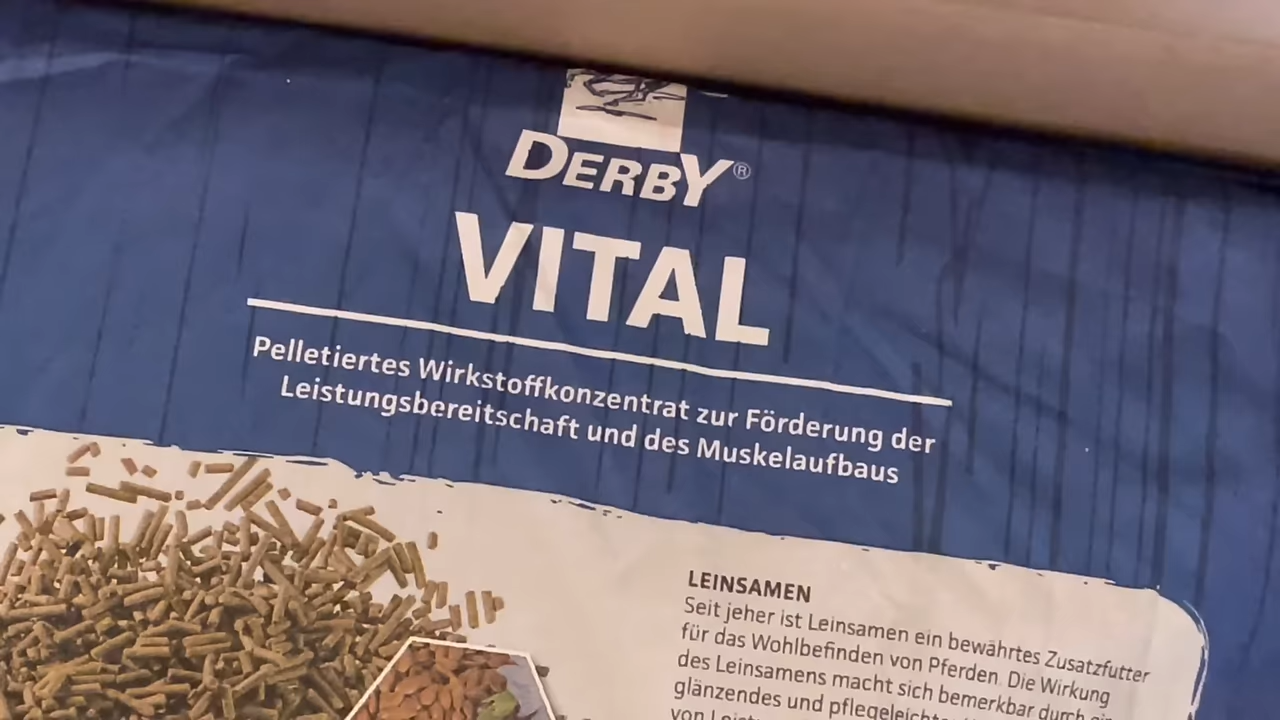 DERBY®
VITAL
Pelletiertes Wirkstoffkonzentrat zur Förderung der
Leistungsbereitschaft und des Muskelaufbaus
LEINSAMEN
Seit jeher ist Leinsamen ein bewährtes Zusatzfutter
für das Wohlbefinden von Pferden. Die Wirkung
des Leinsamens macht sich bemerkbar durch
glänzendes und
von